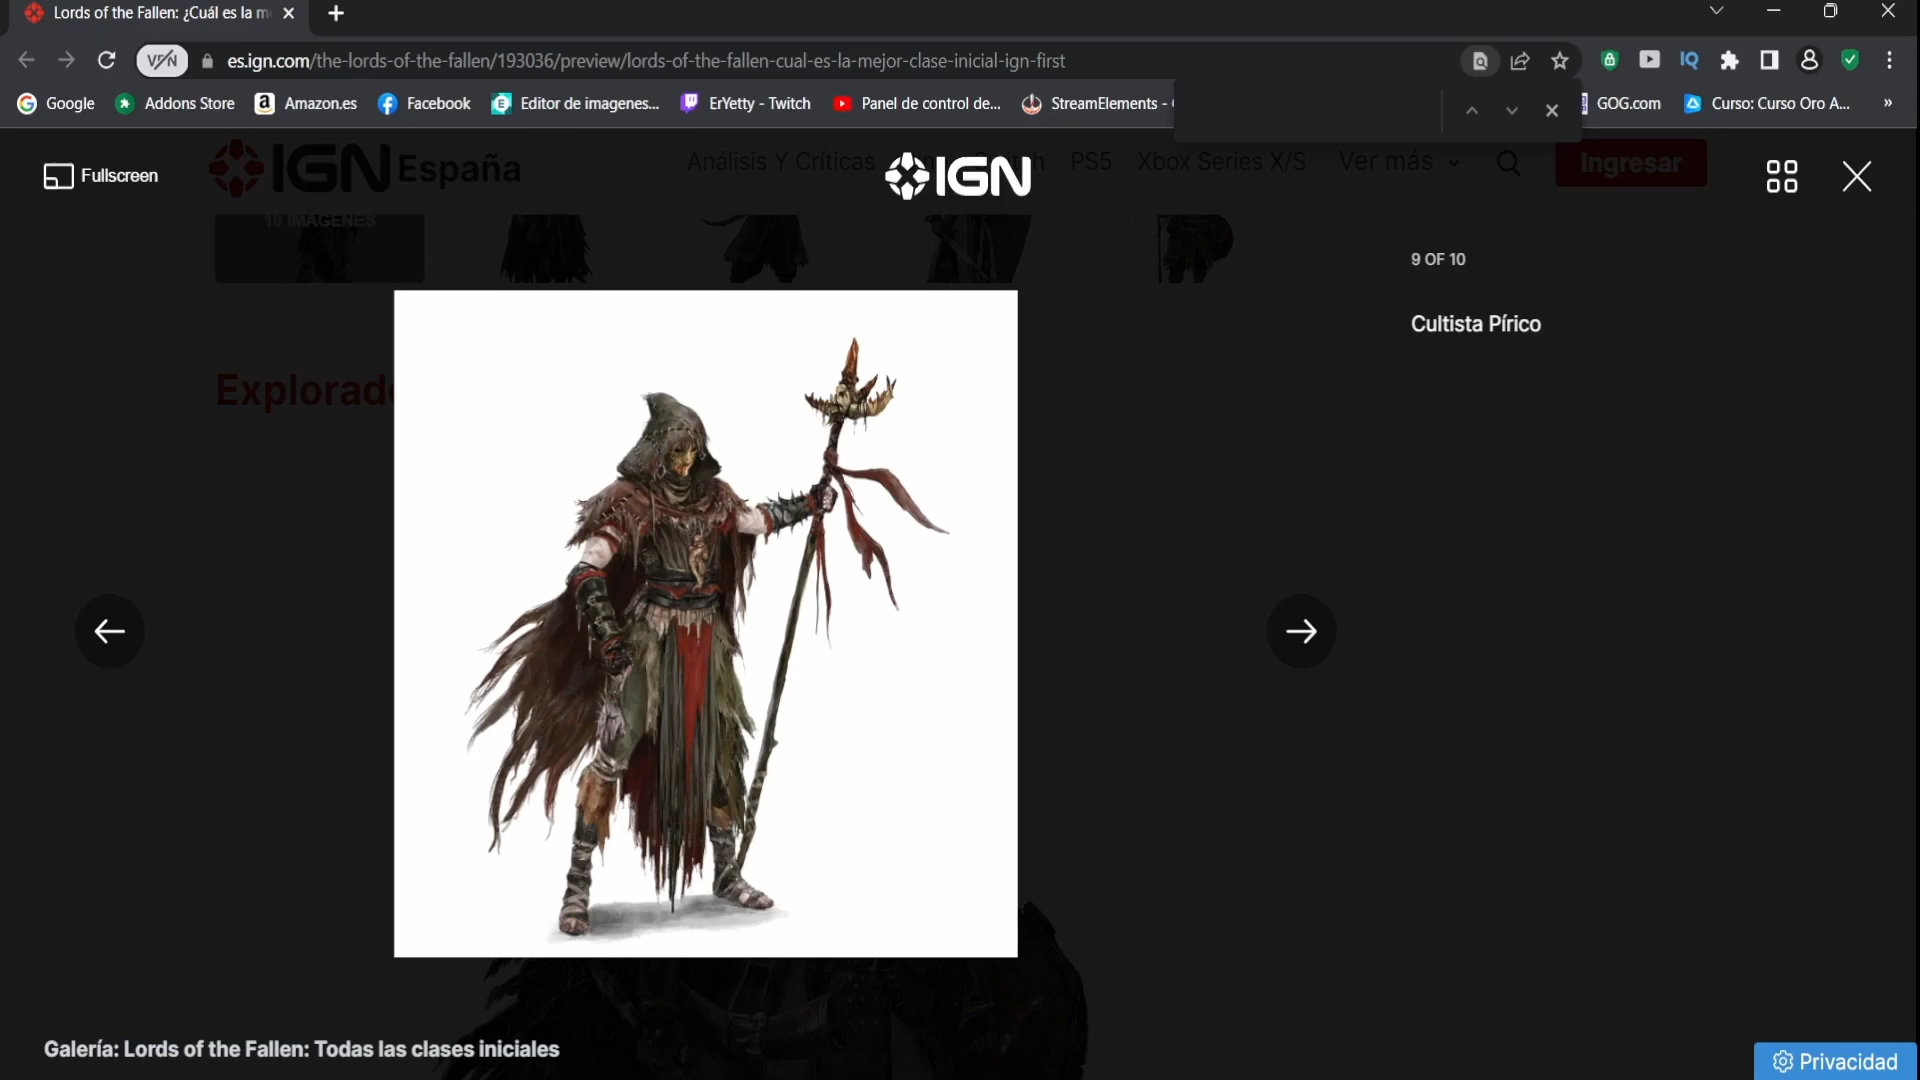 Lords of the Fallen: ¿Cuál es la m
VPN
es.ign.com/the-lords-of-the-fallen/193036/preview/lords-of-the-fallen-cual-es-la-mejor-clase-inicial-ign-first
IQ
Google
Addons Store
Amazon.es
Facebook
Editor de imagenes...
ErYetty - Twitch
Panel de control de...
StreamElements -
GOG.com
Curso: Curso Oro A...
»
Fullscreen
IGN España
Análisis Y Críticas
PS5
Xbox Series X/S
Ver más
Ingresar
IGN
10 IMÁGENES
9 OF 10
Cultista Pírico
Explorad
Galería: Lords of the Fallen: Todas las clases iniciales
Privacidad